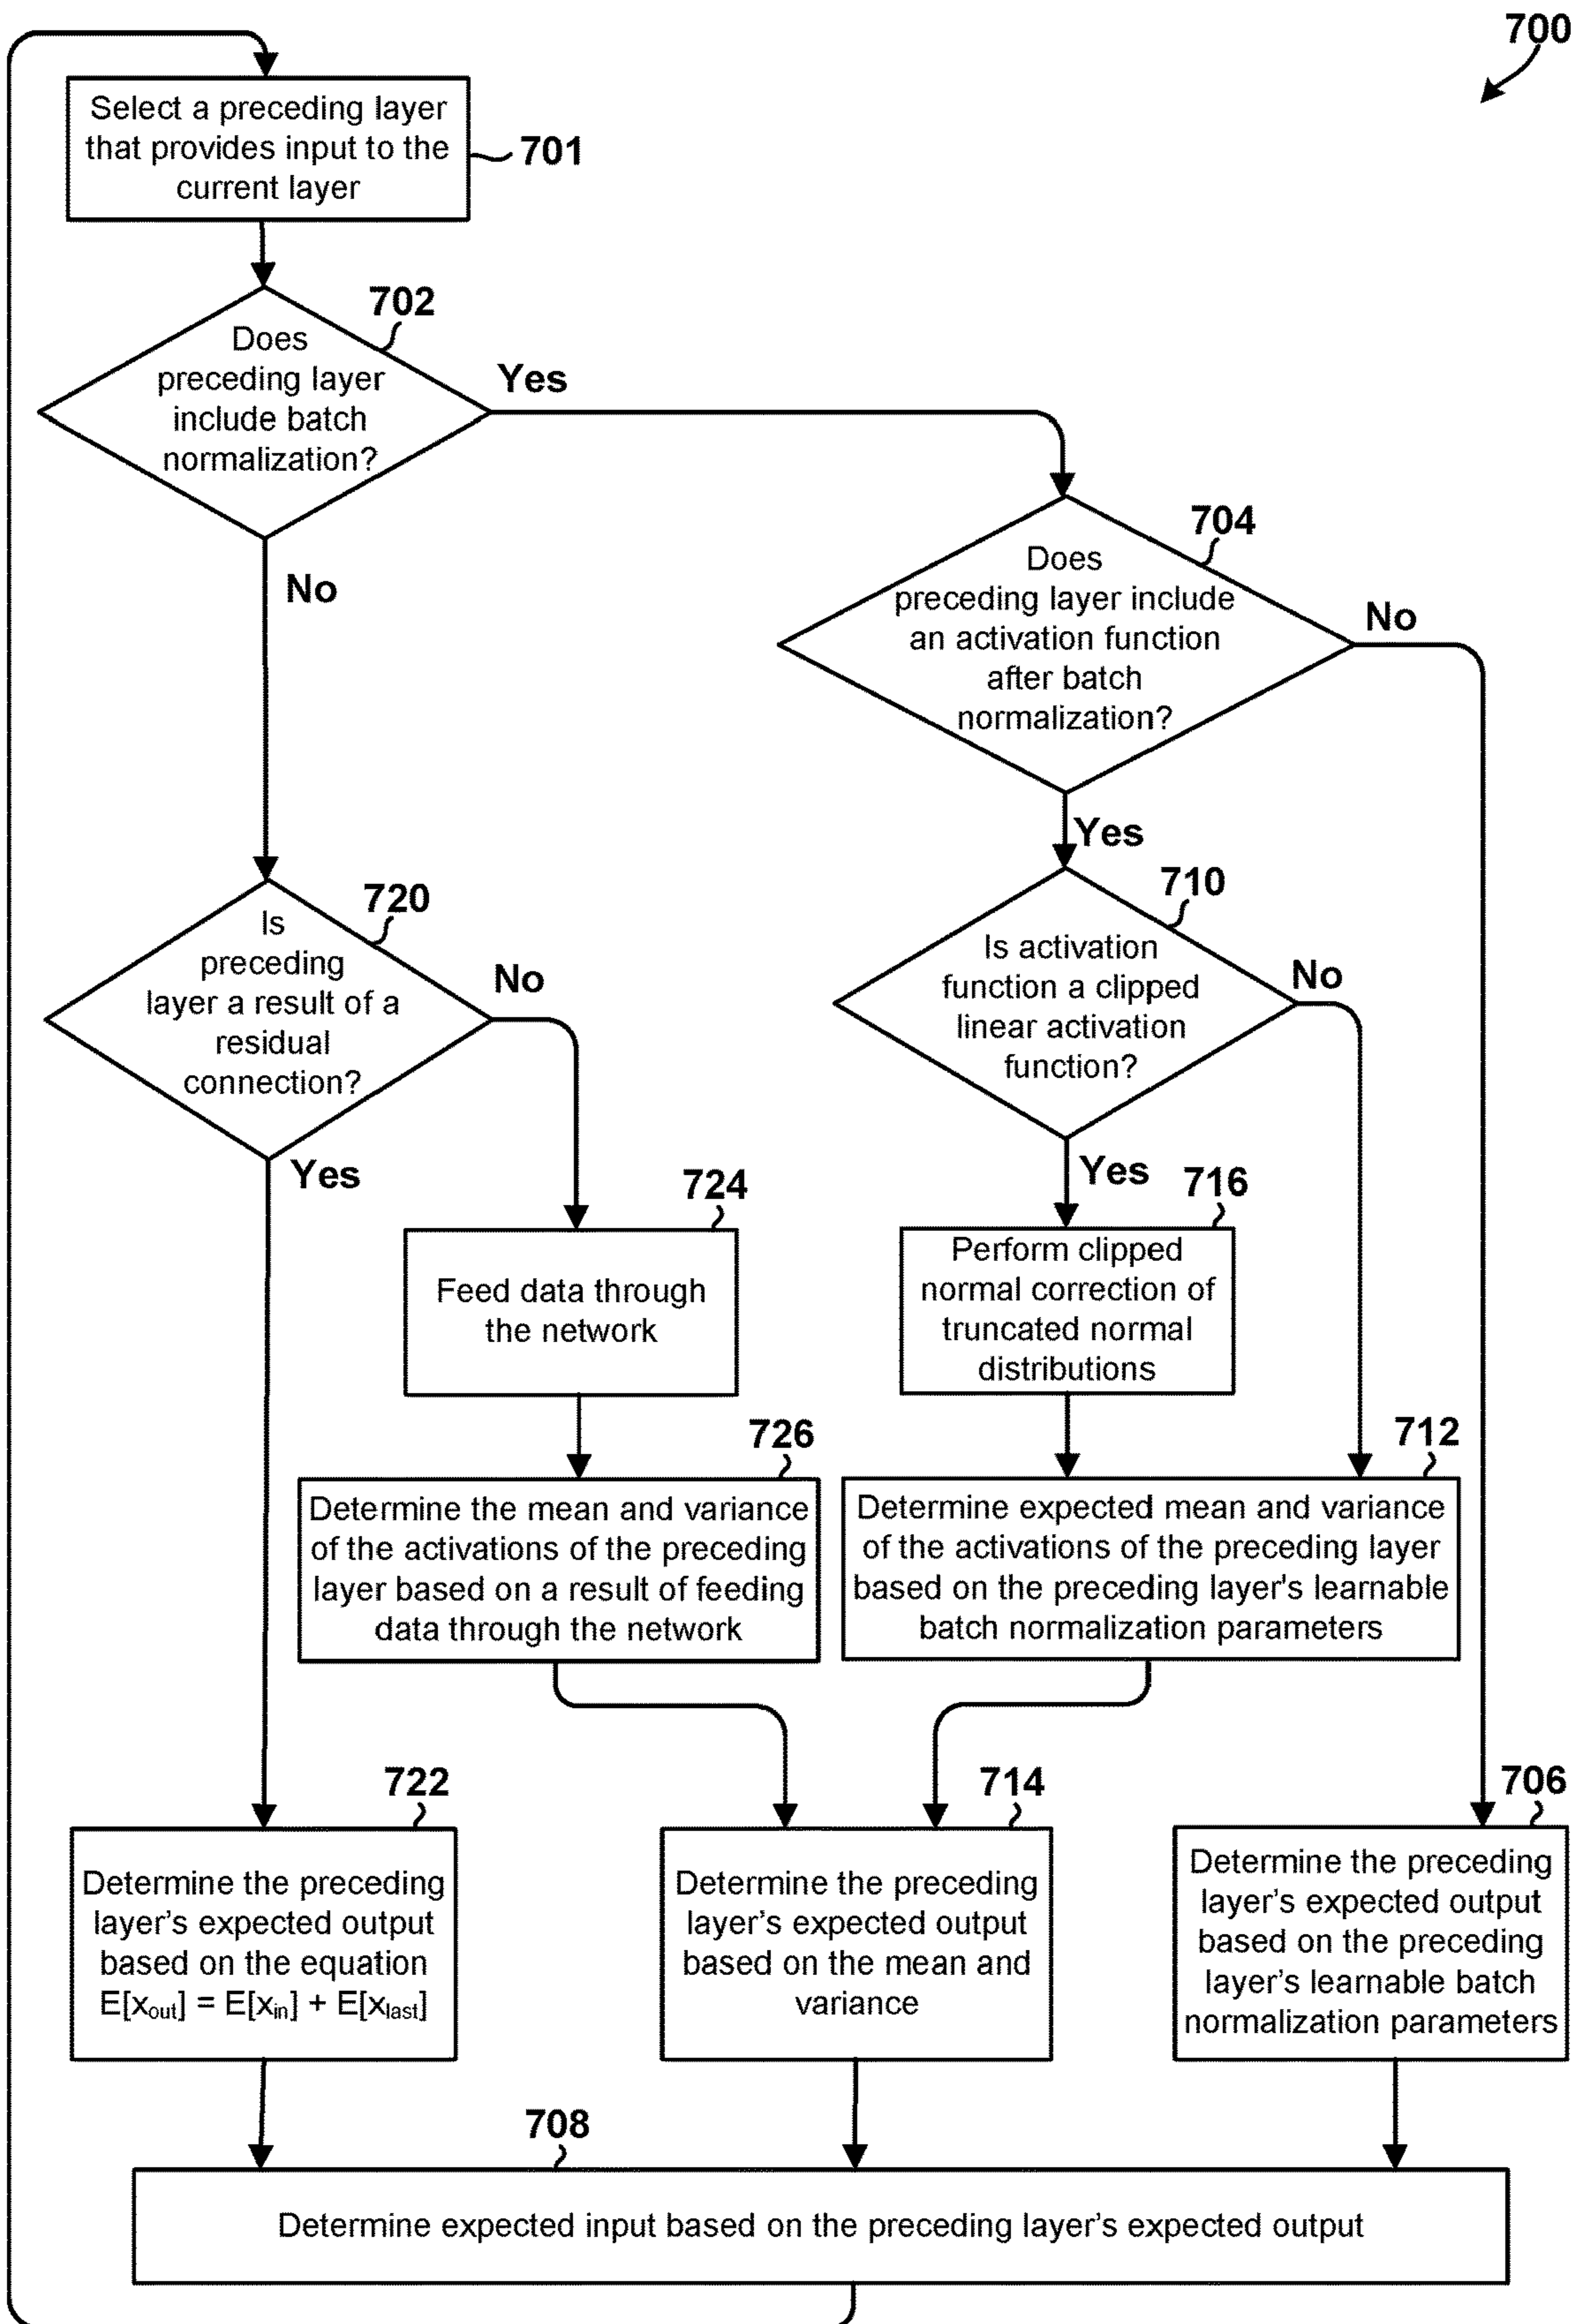 700
Select a preceding layer
that provides input to the
current layer
701
702
Does
preceding layer
include batch
normalization?
Yes
No
704
Does
preceding layer include
an activation function
after batch
normalization?
No
Yes
720
Is
preceding
layer a result of a
residual
connection?
No
Yes
710
Is activation
function a clipped
linear activation
function?
No
Yes
724
Feed data through
the network
716
Perform clipped
normal correction of
truncated normal
distributions
726
Determine the mean and variance
of the activations of the preceding
layer based on a result of feeding
data through the network
712
Determine expected mean and variance
of the activations of the preceding layer
based on the preceding layer's learnable
batch normalization parameters
722
Determine the preceding
layer’s expected output
based on the equation
E[xout] = E[xin] + E[xlast]
714
Determine the preceding
layer’s expected output
based on the mean and
variance
706
Determine the preceding
layer’s expected output
based on the preceding
layer’s learnable batch
normalization parameters
708
Determine expected input based on the preceding layer’s expected output